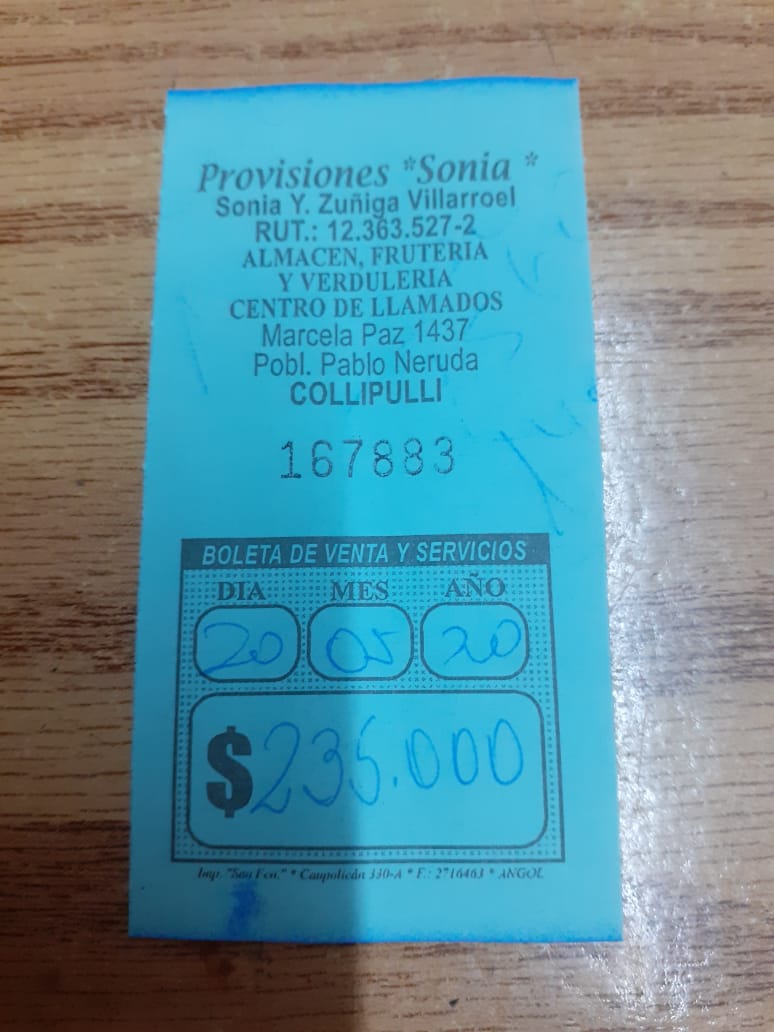 Provisiones *Sonia *
Sonia Y. Zuñiga Villarroel
RUT.: 12.363.527-2
ALMACEN, FRUTERIA
Y VERDULERIA
CENTRO DE LLAMADOS
Marcela Paz 1437
Pobl. Pablo Neruda
COLLIPULLI
167883
BOLETA DE VENTA Y SERVICIOS
DIA MES AÑO
20 05 20
$235.000
Imp. "San Fco." * Caupolicán 330-A * F.: 2716463 * ANGOL